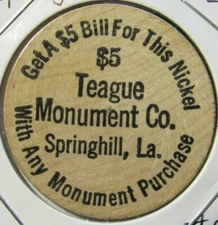 Get A $5 Bill For This Nickel
$5
Teague
Monument Co.
Springhill, La.
With Any Monument Purchase